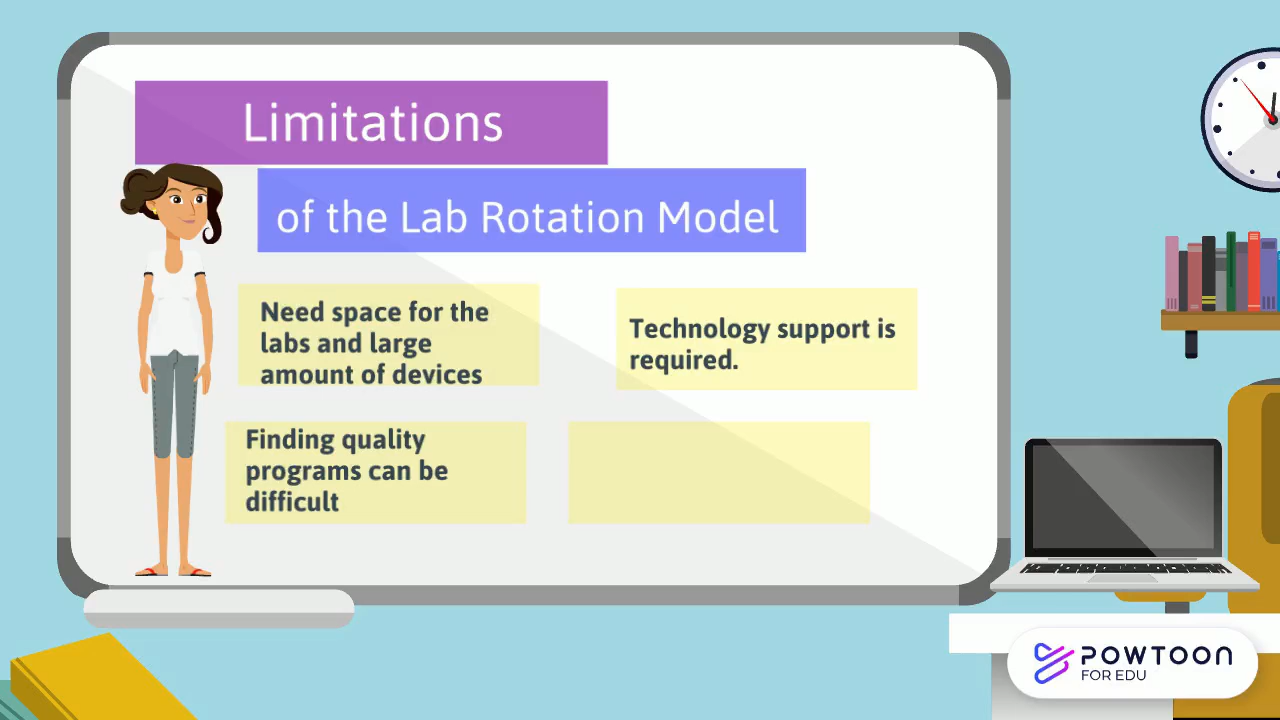 Limitations
of the Lab Rotation Model
Need space for the
labs and large
amount of devices
Technology support is
required.
Finding quality
programs can be
difficult
POWTOON
FOR EDU